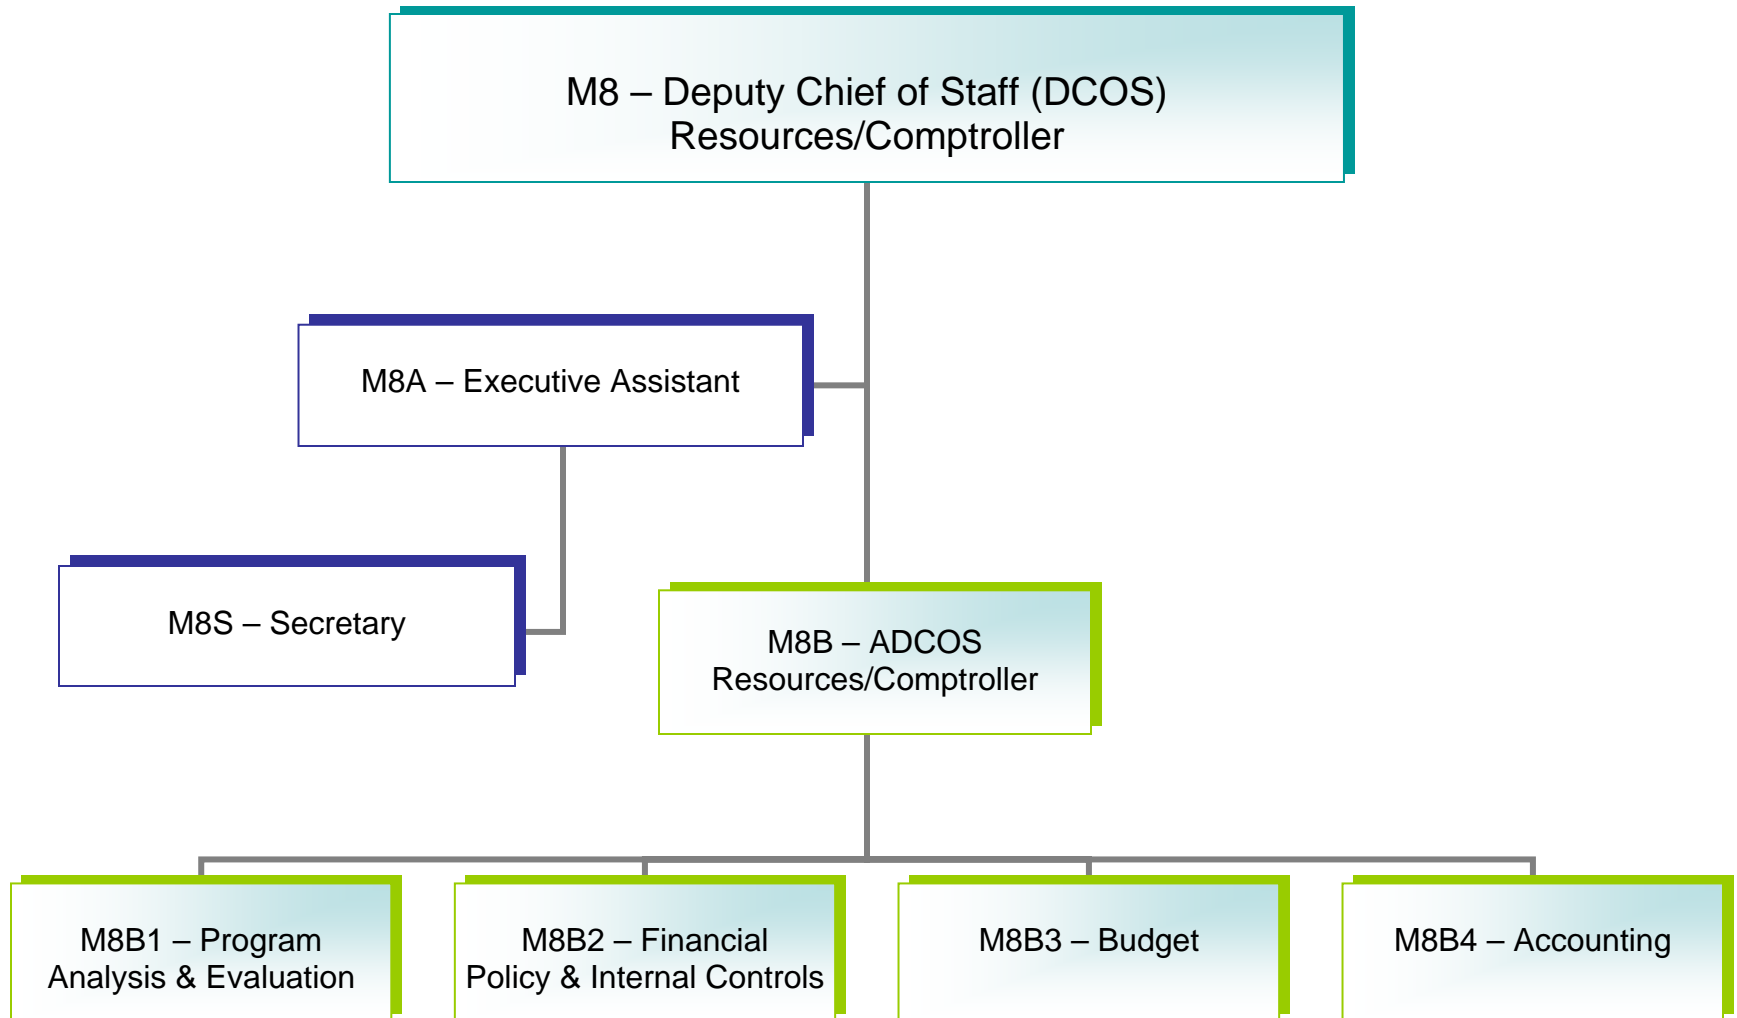 M8 – Deputy Chief of Staff (DCOS)
Resources/Comptroller
M8A – Executive Assistant
M8S – Secretary
M8B – ADCOS
Resources/Comptroller
M8B1 – Program
Analysis & Evaluation
M8B2 – Financial
Policy & Internal Controls
M8B3 – Budget
M8B4 – Accounting